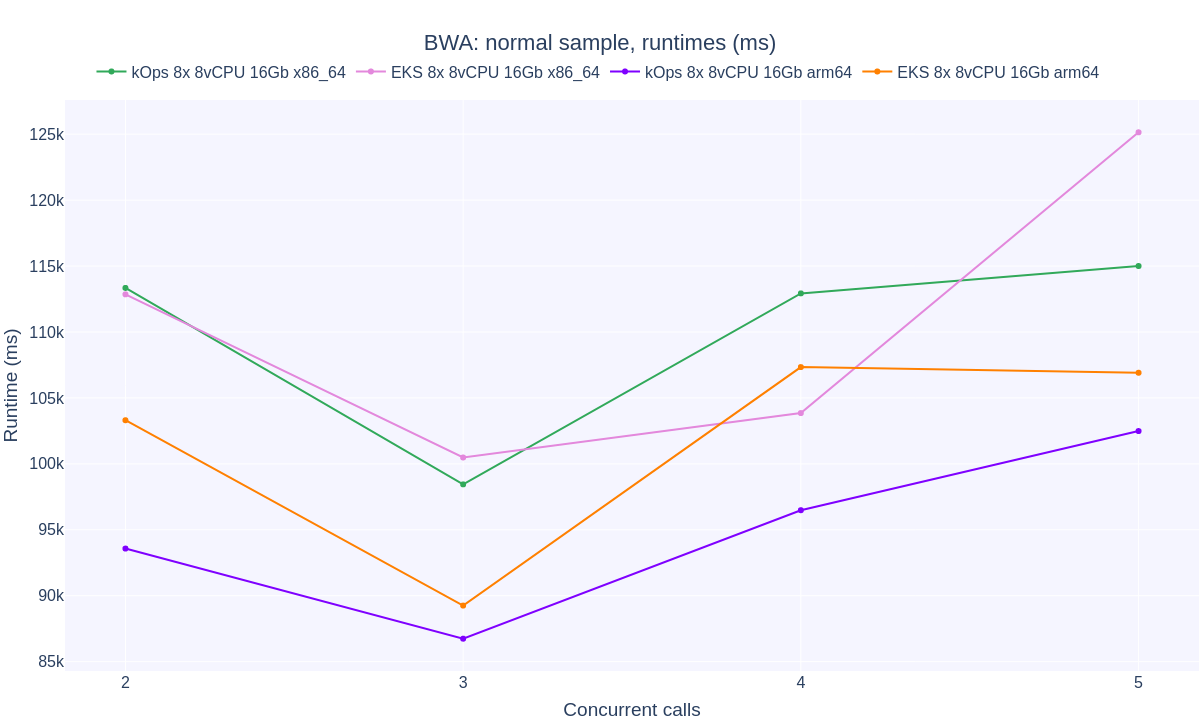 BWA: normal sample, runtimes (ms)
kOps 8x 8vCPU 16Gb x86_64 EKS 8x 8vCPU 16Gb x86_64 kOps 8x 8vCPU 16Gb arm64 EKS 8x 8vCPU 16Gb arm64
125k
120k
115k
110k
105k
100k
95k
90k
85k
Runtime (ms)
2 3 4 5
Concurrent calls